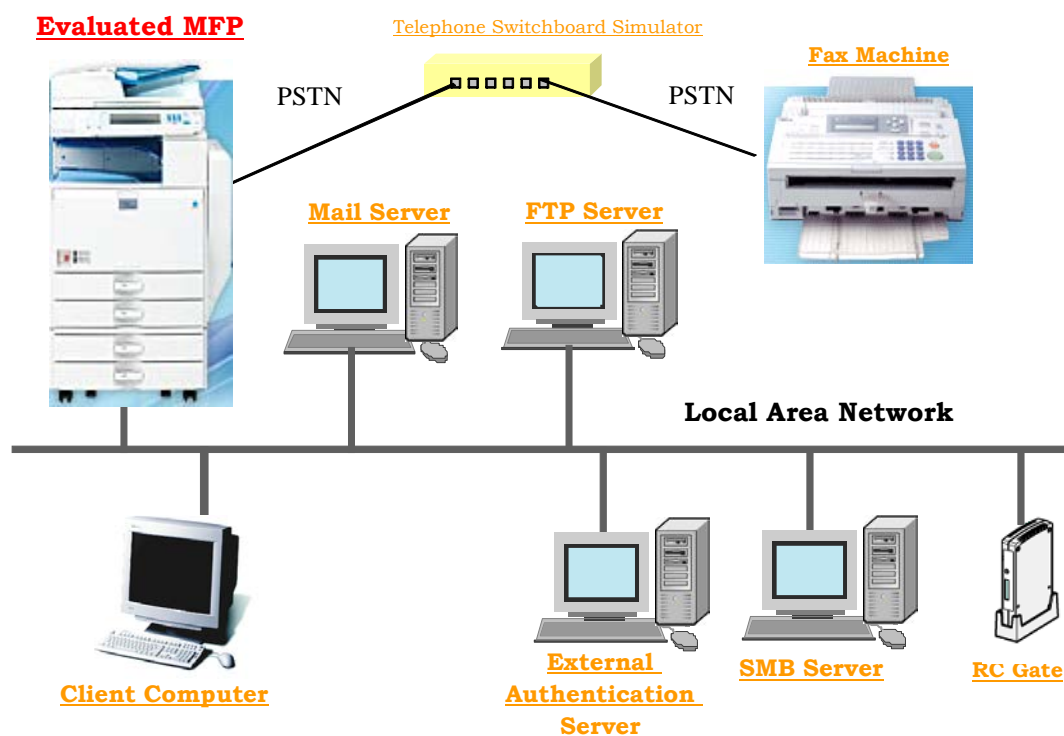 Evaluated MFP
Telephone Switchboard Simulator
Fax Machine
PSTN
PSTN
Mail Server
FTP Server
Local Area Network
Client Computer
External
Authentication
Server
SMB Server
RC Gate